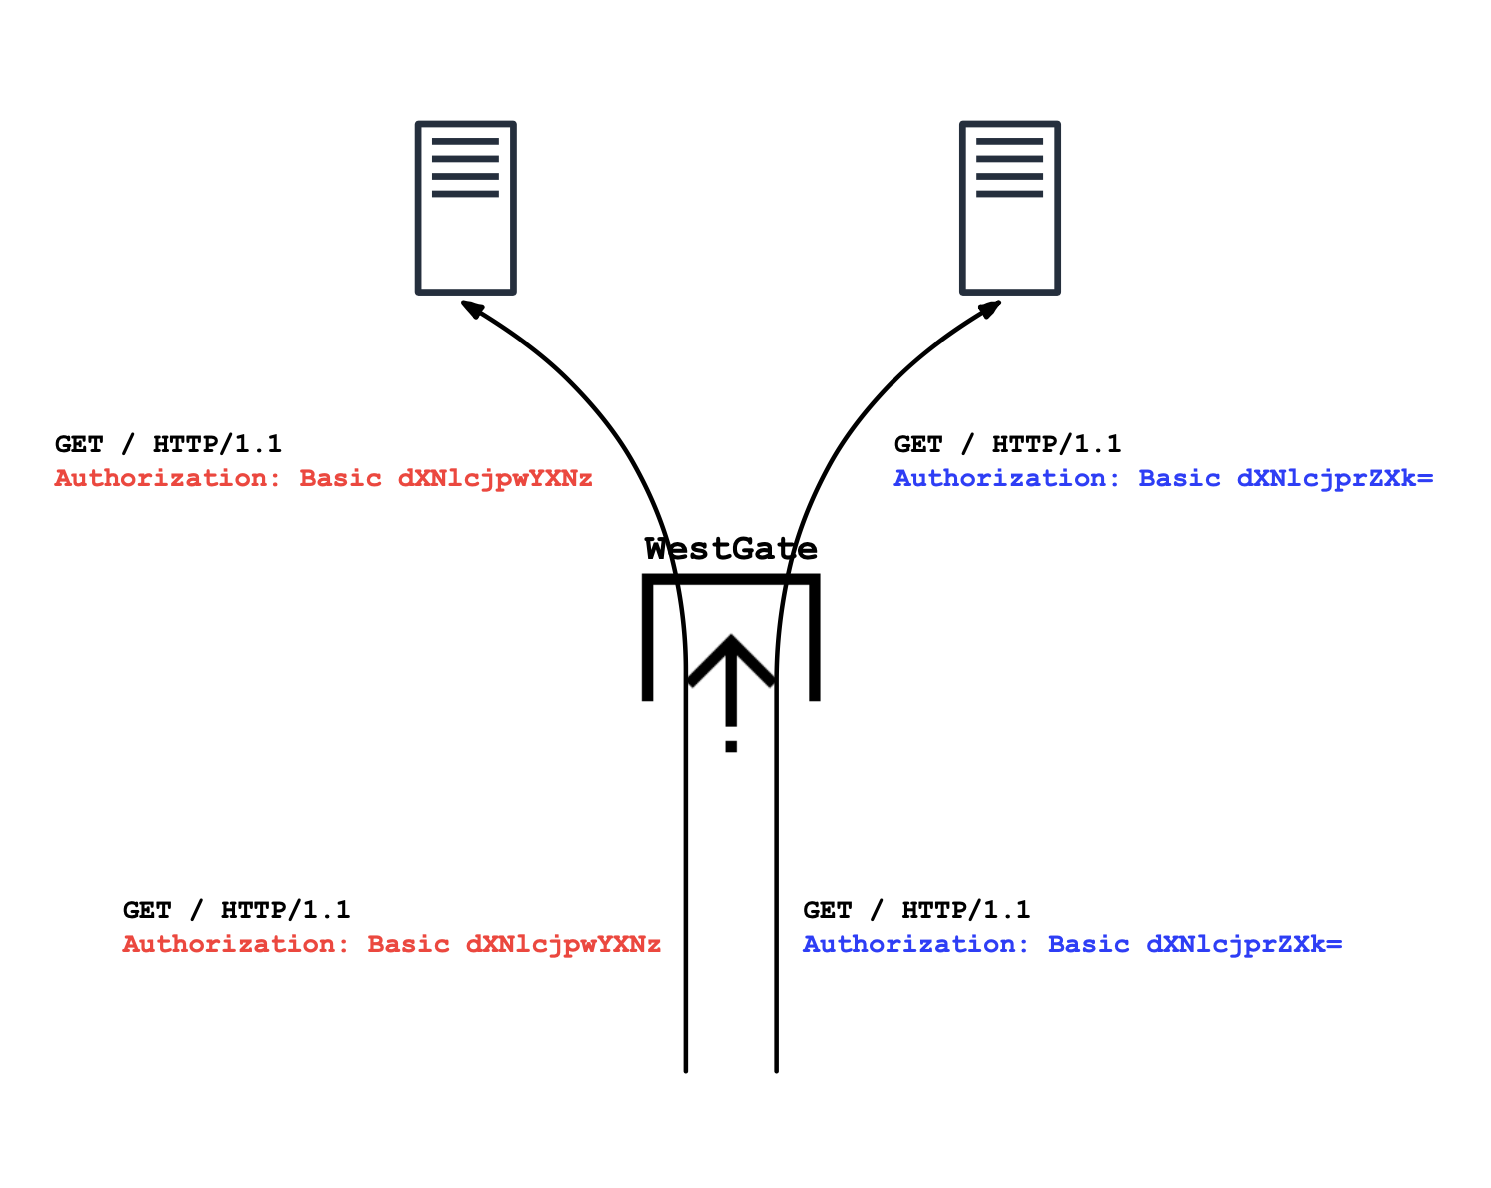 GET / HTTP/1.1
Authorization: Basic dXNlcjpwYXNz
GET / HTTP/1.1
Authorization: Basic dXNlcjprZXk=
WestGate
GET / HTTP/1.1
Authorization: Basic dXNlcjpwYXNz
GET / HTTP/1.1
Authorization: Basic dXNlcjprZXk=